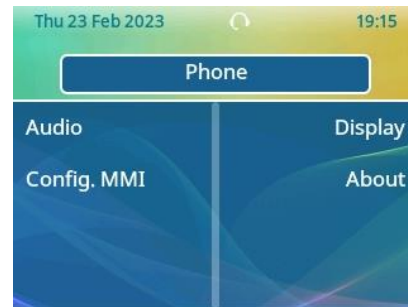 Thu 23 Feb 2023 19:15
Phone
Audio Display
Config. MMI About